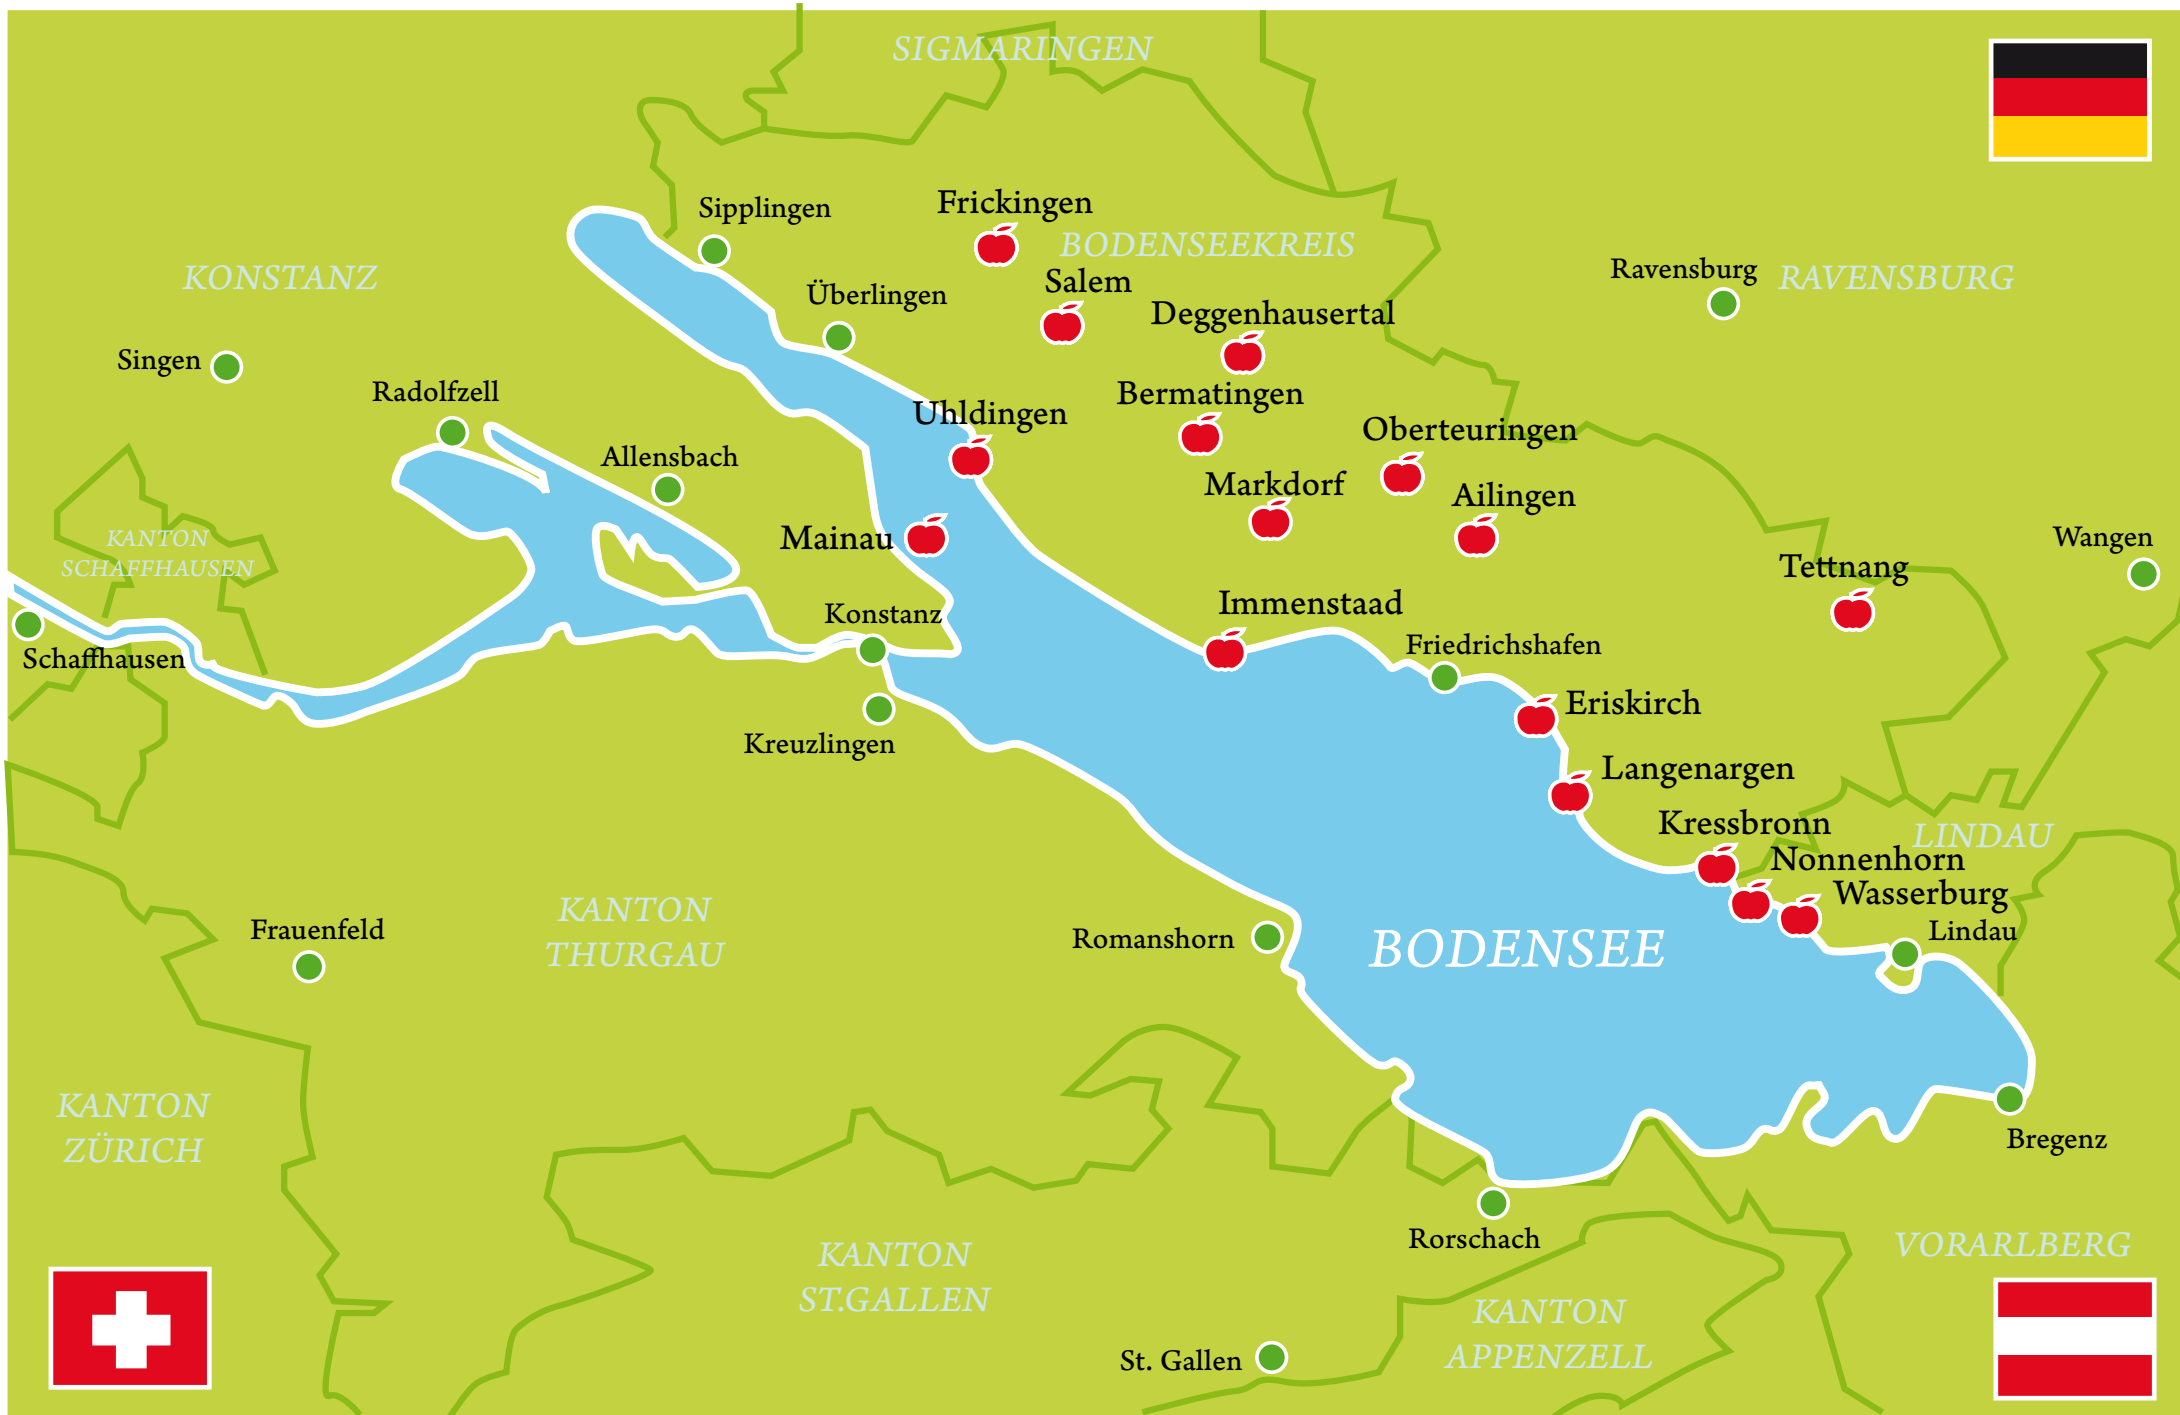 SIGMARINGEN
Sipplingen
Frickingen
BODENSEEKREIS
KONSTANZ
Salem
Ravensburg
RAVENSBURG
Überlingen
Deggenhausertal
Singen
Radolfzell
Bermatingen
Uhldingen
Oberteuringen
Allensbach
Markdorf
Ailingen
KANTON
SCHAFFHAUSEN
Mainau
Wangen
Tettnang
Konstanz
Immenstaad
Friedrichshafen
Schaffhausen
Eriskirch
Kreuzlingen
Langenargen
Kressbronn
LINDAU
Nonnenhorn
Wasserburg
KANTON
THURGAU
Frauenfeld
Romanshorn
BODENSEE
Lindau
KANTON
ZÜRICH
Bregenz
Rorschach
VORARLBERG
KANTON
ST.GALLEN
KANTON
APPENZELL
St. Gallen